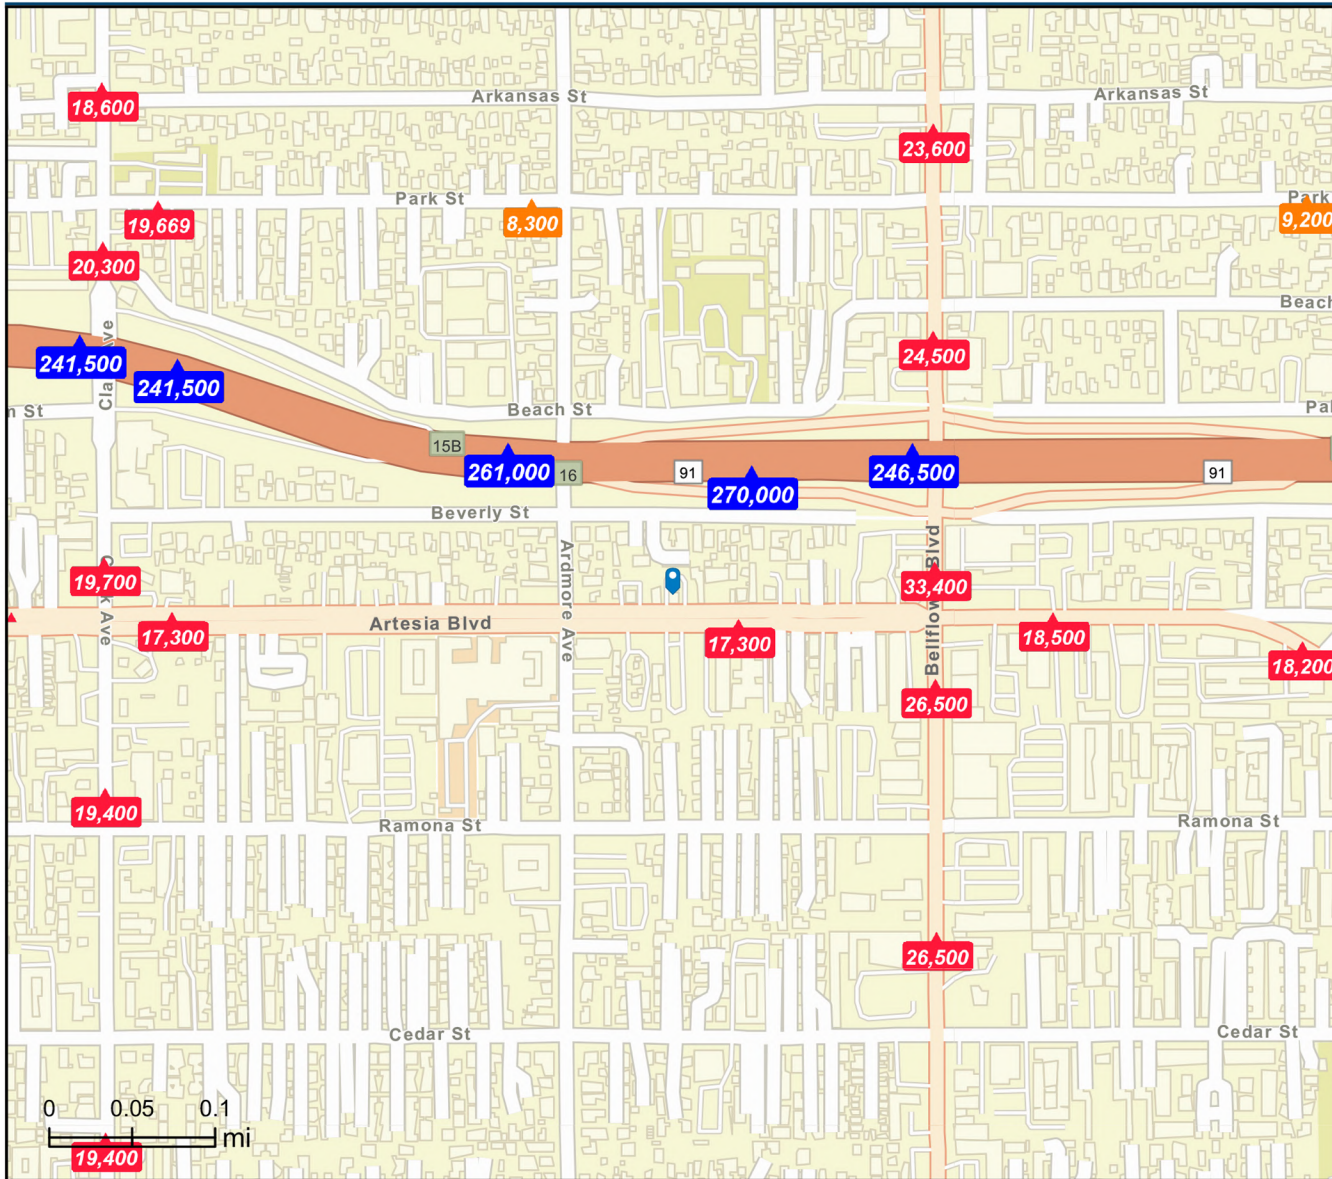 Arkansas St
Arkansas St
18,600
23,600
Park St
Park
19,669
8,300
9,200
20,300
Beach
Clark Ave
241,500
241,500
24,500
Beach St
15B
261,000
16
91
270,000
246,500
91
Beverly St
Ardmore Ave
Bellflower Blvd
19,700
33,400
Artesia Blvd
17,300
17,300
18,500
18,200
26,500
19,400
Ramona St
Ramona St
26,500
Cedar St
Cedar St
0 0.05 0.1
mi
19,400